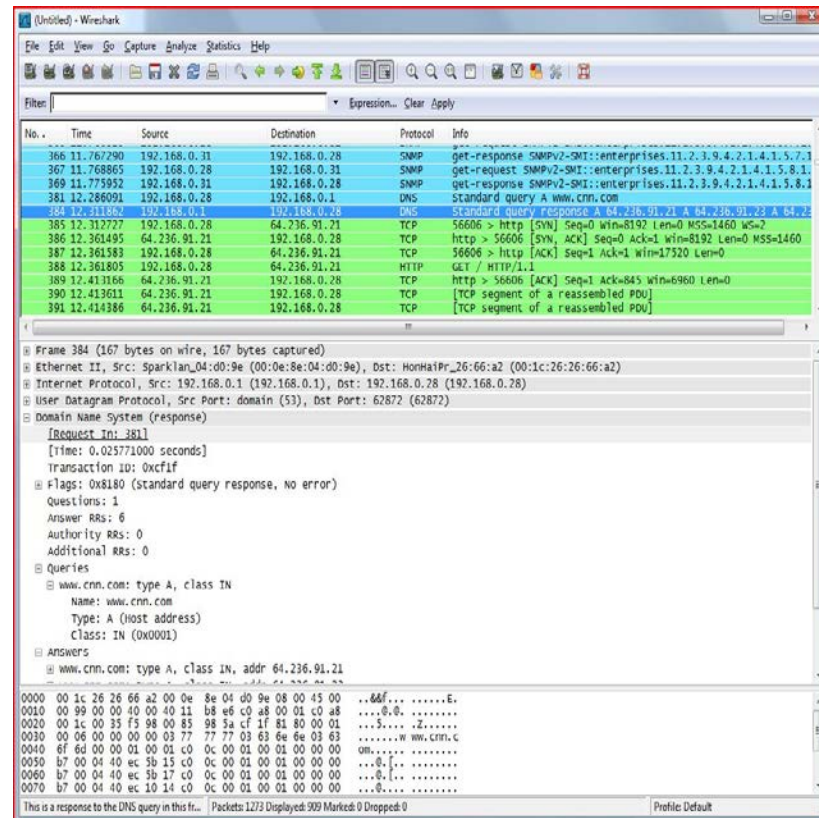 (Untitled) - Wireshark
File Edit View Go Capture Analyze Statistics Help
Filter: Expression... Clear Apply
No. . Time Source Destination Protocol Info
366 11.767290 192.168.0.31 192.168.0.28 SNMP get-response SNMPv2-SMI::enterprises.11.2.3.9.4.2.1.4.1.5.7.1
367 11.768865 192.168.0.28 192.168.0.31 SNMP get-request SNMPv2-SMI::enterprises.11.2.3.9.4.2.1.4.1.5.8.1.
369 11.775952 192.168.0.31 192.168.0.28 SNMP get-response SNMPv2-SMI::enterprises.11.2.3.9.4.2.1.4.1.5.8.1
381 12.286091 192.168.0.28 192.168.0.1 DNS Standard query A www.cnn.com
384 12.311862 192.168.0.1 192.168.0.28 DNS Standard query response A 64.236.91.21 A 64.236.91.23 A 64.23
385 12.312727 192.168.0.28 64.236.91.21 TCP 56606 > http [SYN] Seq=0 Win=8192 Len=0 MSS=1460 WS=2
386 12.361495 64.236.91.21 192.168.0.28 TCP http > 56606 [SYN, ACK] Seq=0 Ack=1 Win=8192 Len=0 MSS=1460
387 12.361583 192.168.0.28 64.236.91.21 TCP 56606 > http [ACK] Seq=1 Ack=1 Win=17520 Len=0
388 12.361805 192.168.0.28 64.236.91.21 HTTP GET / HTTP/1.1
389 12.413166 64.236.91.21 192.168.0.28 TCP http > 56606 [ACK] Seq=1 Ack=845 Win=6960 Len=0
390 12.413611 64.236.91.21 192.168.0.28 TCP [TCP segment of a reassembled PDU]
391 12.414386 64.236.91.21 192.168.0.28 TCP [TCP segment of a reassembled PDU]
Frame 384 (167 bytes on wire, 167 bytes captured)
Ethernet II, Src: Sparklan_04:d0:9e (00:0e:8e:04:d0:9e), Dst: HonHaiPr_26:66:a2 (00:1c:26:26:66:a2)
Internet Protocol, Src: 192.168.0.1 (192.168.0.1), Dst: 192.168.0.28 (192.168.0.28)
User Datagram Protocol, Src Port: domain (53), Dst Port: 62872 (62872)
Domain Name System (response)
[Request In: 381]
[Time: 0.025771000 seconds]
Transaction ID: 0xcf1f
Flags: 0x8180 (Standard query response, No error)
Questions: 1
Answer RRs: 6
Authority RRs: 0
Additional RRs: 0
Queries
www.cnn.com: type A, class IN
Name: www.cnn.com
Type: A (Host address)
Class: IN (0x0001)
Answers
www.cnn.com: type A, class IN, addr 64.236.91.21
0000 00 1c 26 26 66 a2 00 0e 8e 04 d0 9e 08 00 45 00 ..&&f... ......E.
0010 00 99 00 00 40 00 40 11 b8 e6 c0 a8 00 01 c0 a8 ....@.@. ........
0020 00 1c 00 35 f5 98 00 85 98 5a cf 1f 81 80 00 01 ...5.... .Z......
0030 00 06 00 00 00 00 03 77 77 77 03 63 6e 6e 03 63 .......w ww.cnn.c
0040 6f 6d 00 00 01 00 01 c0 0c 00 01 00 01 00 00 00 om...... ........
0050 b7 00 04 40 ec 5b 15 c0 0c 00 01 00 01 00 00 00 ...@.[.. ........
0060 b7 00 04 40 ec 5b 17 c0 0c 00 01 00 01 00 00 00 ...@.[.. ........
0070 b7 00 04 40 ec 10 14 c0 0c 00 01 00 01 00 00 00 ...@.... ........
This is a response to the DNS query in this fr... Packets: 1273 Displayed: 909 Marked: 0 Dropped: 0 Profile: Default